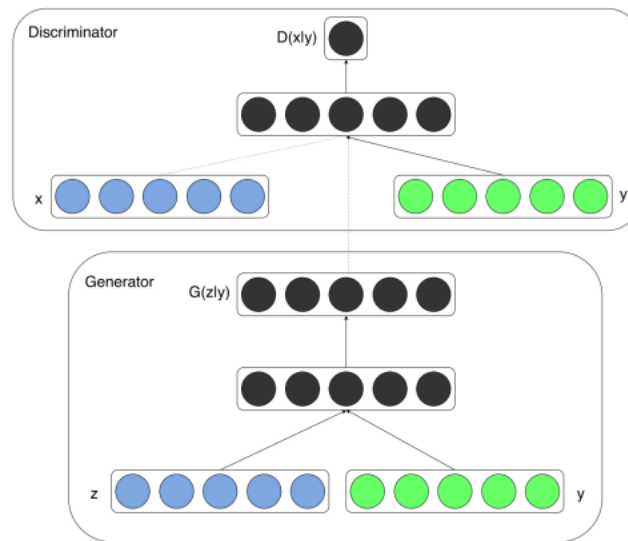 Discriminator
D(x|y)
x
y
Generator
G(z|y)
z
y